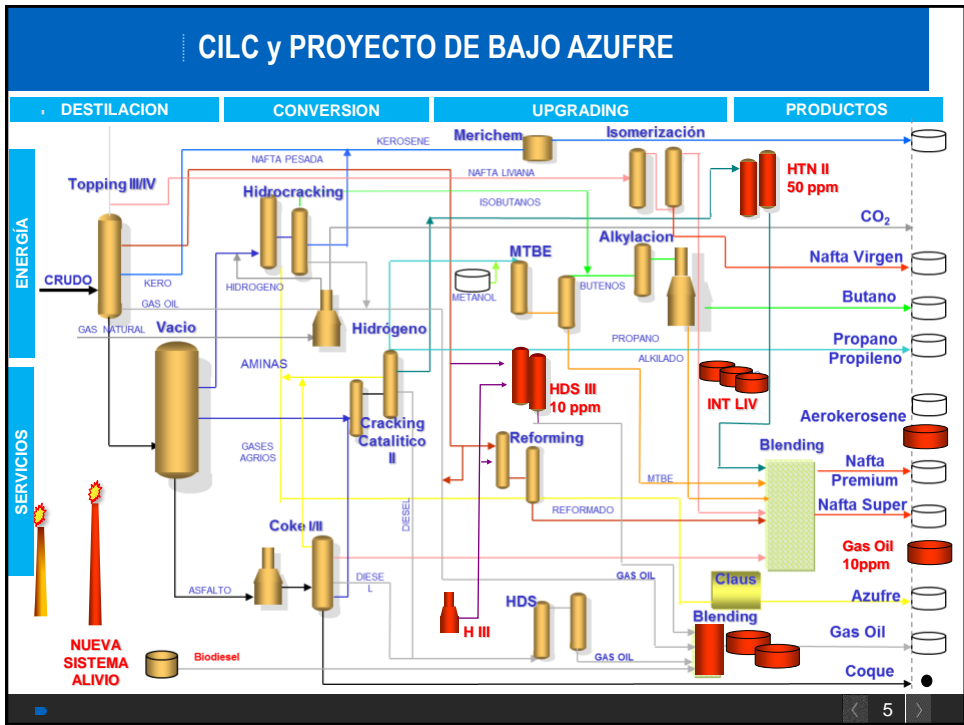 CILC y PROYECTO DE BAJO AZUFRE
DESTILACION
CONVERSION
UPGRADING
PRODUCTOS
ENERGÍA
SERVICIOS
KEROSENE
Merichem
Isomerización
NAFTA PESADA
NAFTA LIVIANA
HTN II
50 ppm
Topping III/IV
Hidrocracking
ISOBUTANOS
CO2
Alkylacion
MTBE
Nafta Virgen
CRUDO
KERO
HIDROGENO
METANOL
BUTENOS
Butano
GAS OIL
GAS NATURAL
Vacio
Hidrógeno
PROPANO
Propano
Propileno
ALKILADO
AMINAS
HDS III
10 ppm
INT LIV
Aerokerosene
Cracking
Catalitico
II
Reforming
Blending
GASES
AGRIOS
Nafta
Premium
MTBE
DIESEL
REFORMADO
Nafta Super
Coke I/II
Gas Oil
10ppm
ASFALTO
DIESE
L
GAS OIL
Claus
Azufre
HDS
Blending
H III
Gas Oil
NUEVA
SISTEMA
ALIVIO
Biodiesel
GAS OIL
Coque
5